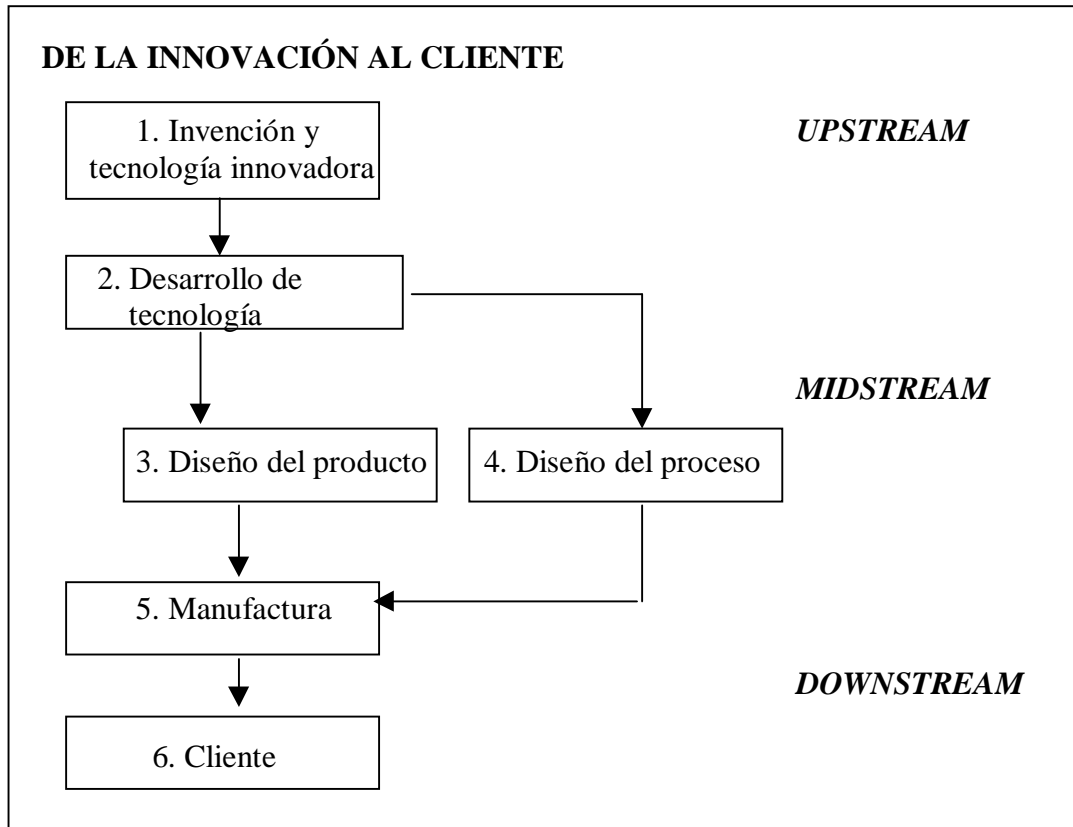 DE LA INNOVACIÓN AL CLIENTE
1. Invención y
tecnología innovadora
UPSTREAM
2. Desarrollo de
tecnología
MIDSTREAM
3. Diseño del producto
4. Diseño del proceso
5. Manufactura
DOWNSTREAM
6. Cliente